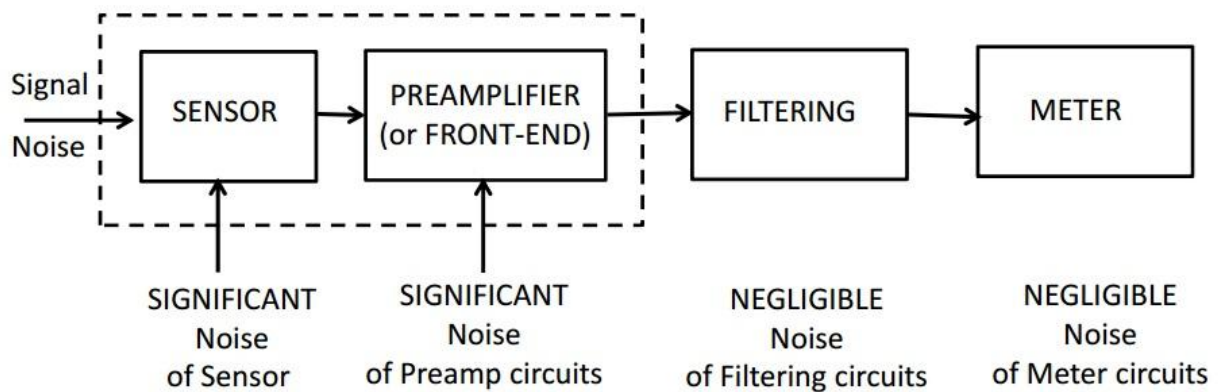 Signal
Noise
SENSOR
PREAMPLIFIER
(or FRONT-END)
FILTERING
METER
SIGNIFICANT
Noise
of Sensor
SIGNIFICANT
Noise
of Preamp circuits
NEGLIGIBLE
Noise
of Filtering circuits
NEGLIGIBLE
Noise
of Meter circuits